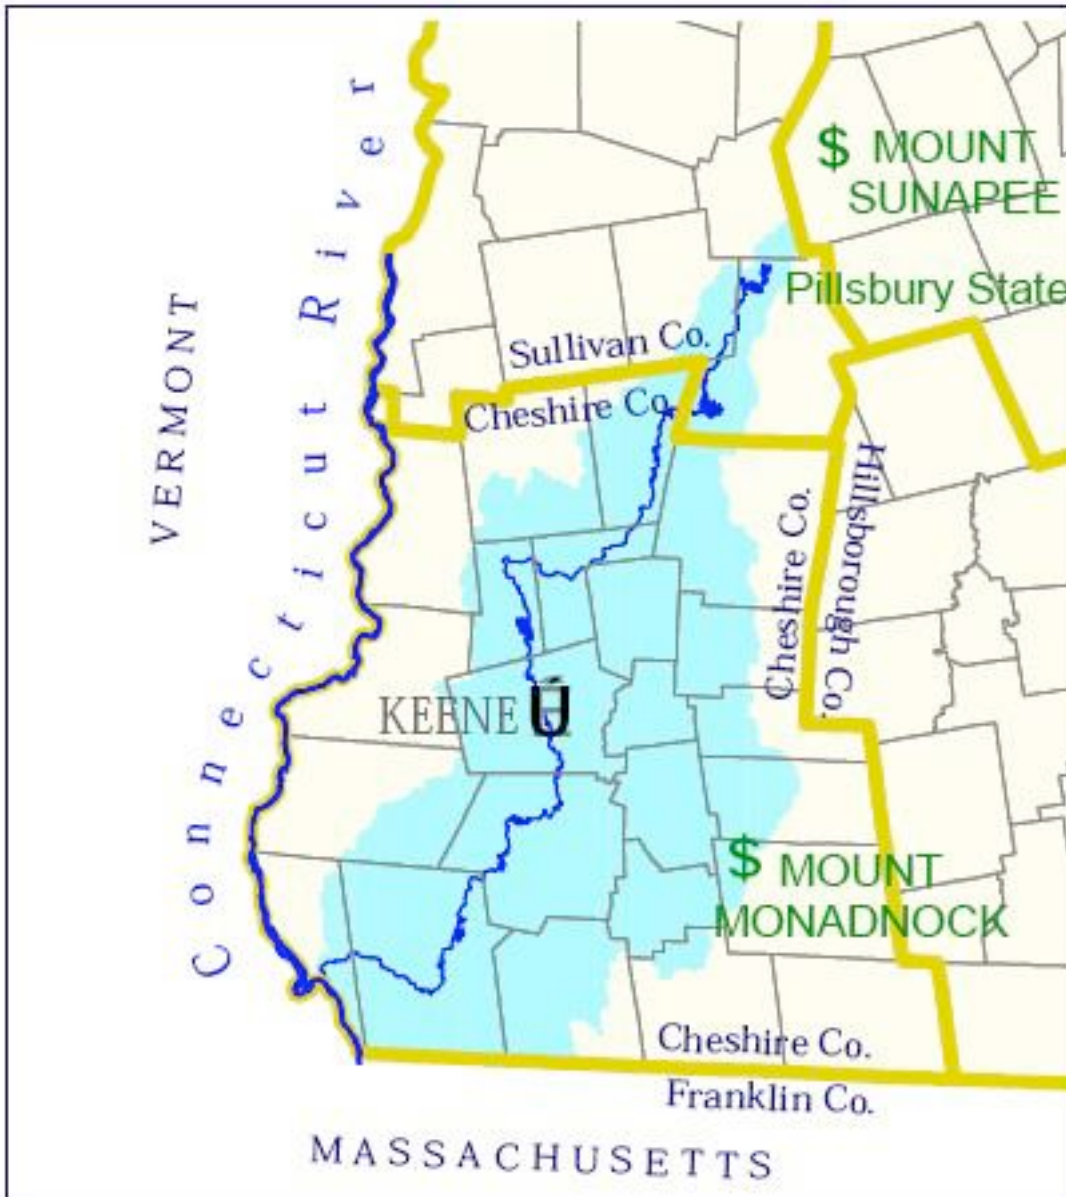 $ MOUNT
SUNAPEE
Pillsbury State
Connecticut River
VERMONT
Sullivan Co.
Cheshire Co.
Hillsborough Co.
Cheshire Co.
KEENE Ú
$ MOUNT
MONADNOCK
Cheshire Co.
Franklin Co.
MASSACHUSETTS